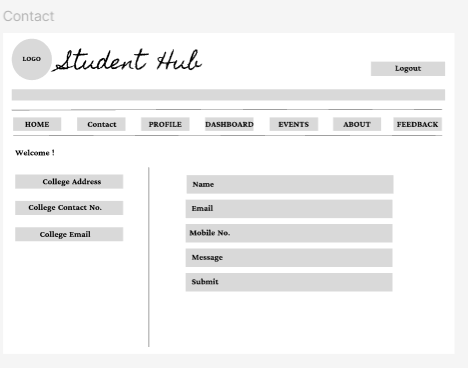 Contact
LOGO
Student Hub
Logout
HOME Contact PROFILE DASHBOARD EVENTS ABOUT FEEDBACK
Welcome !
College Address
College Contact No.
College Email
Name
Email
Mobile No.
Message
Submit